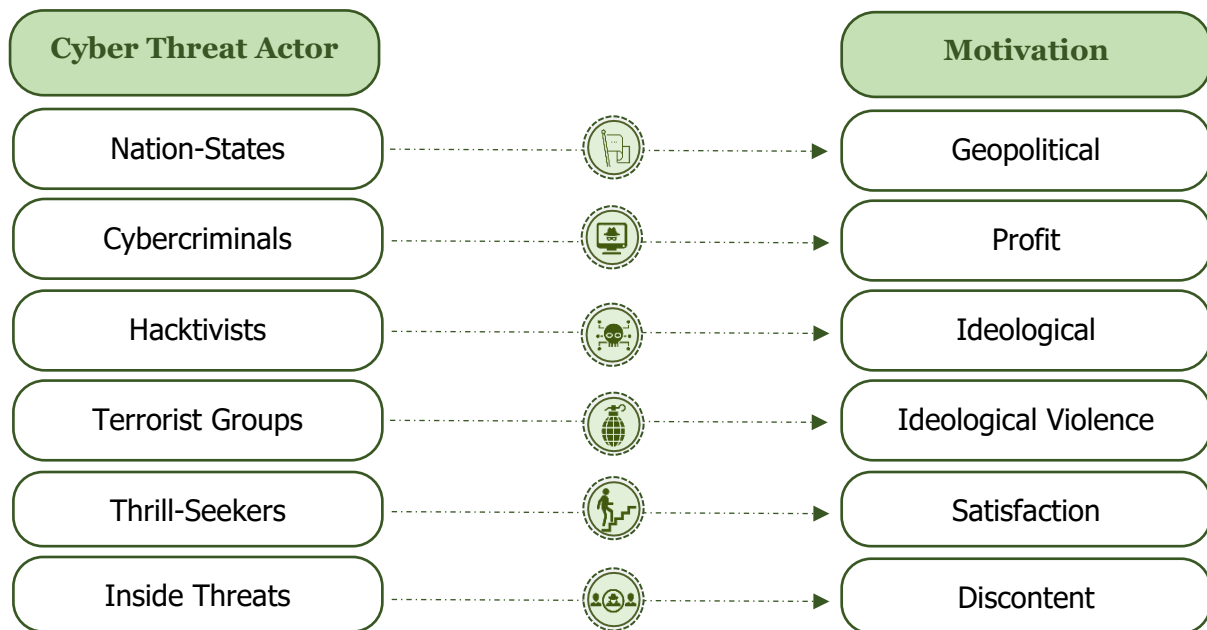 Cyber Threat Actor
Motivation
Nation-States
Geopolitical
Cybercriminals
Profit
Hacktivists
Ideological
Terrorist Groups
Ideological Violence
Thrill-Seekers
Satisfaction
Inside Threats
Discontent